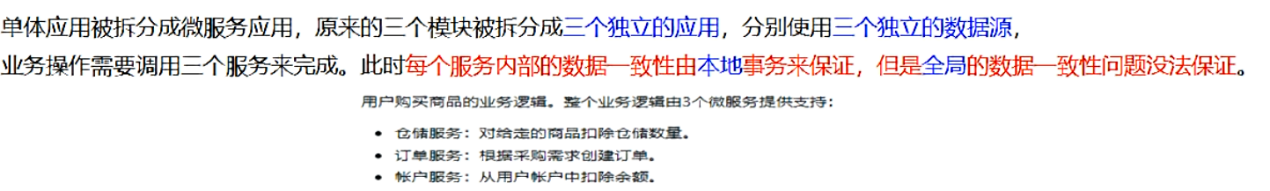 单体应用被拆分成微服务应用，原来的三个模块被拆分成三个独立的应用，分别使用三个独立的数据源，
业务操作需要调用三个服务来完成。此时每个服务内部的数据一致性由本地事务来保证，但是全局的数据一致性问题没法保证。
用户购买商品的业务逻辑。整个业务逻辑由3个微服务提供支持：
• 仓储服务：对给走的商品扣除仓储数量。
• 订单服务：根据采购需求创建订单。
• 帐户服务：从用户帐户中扣除余额。